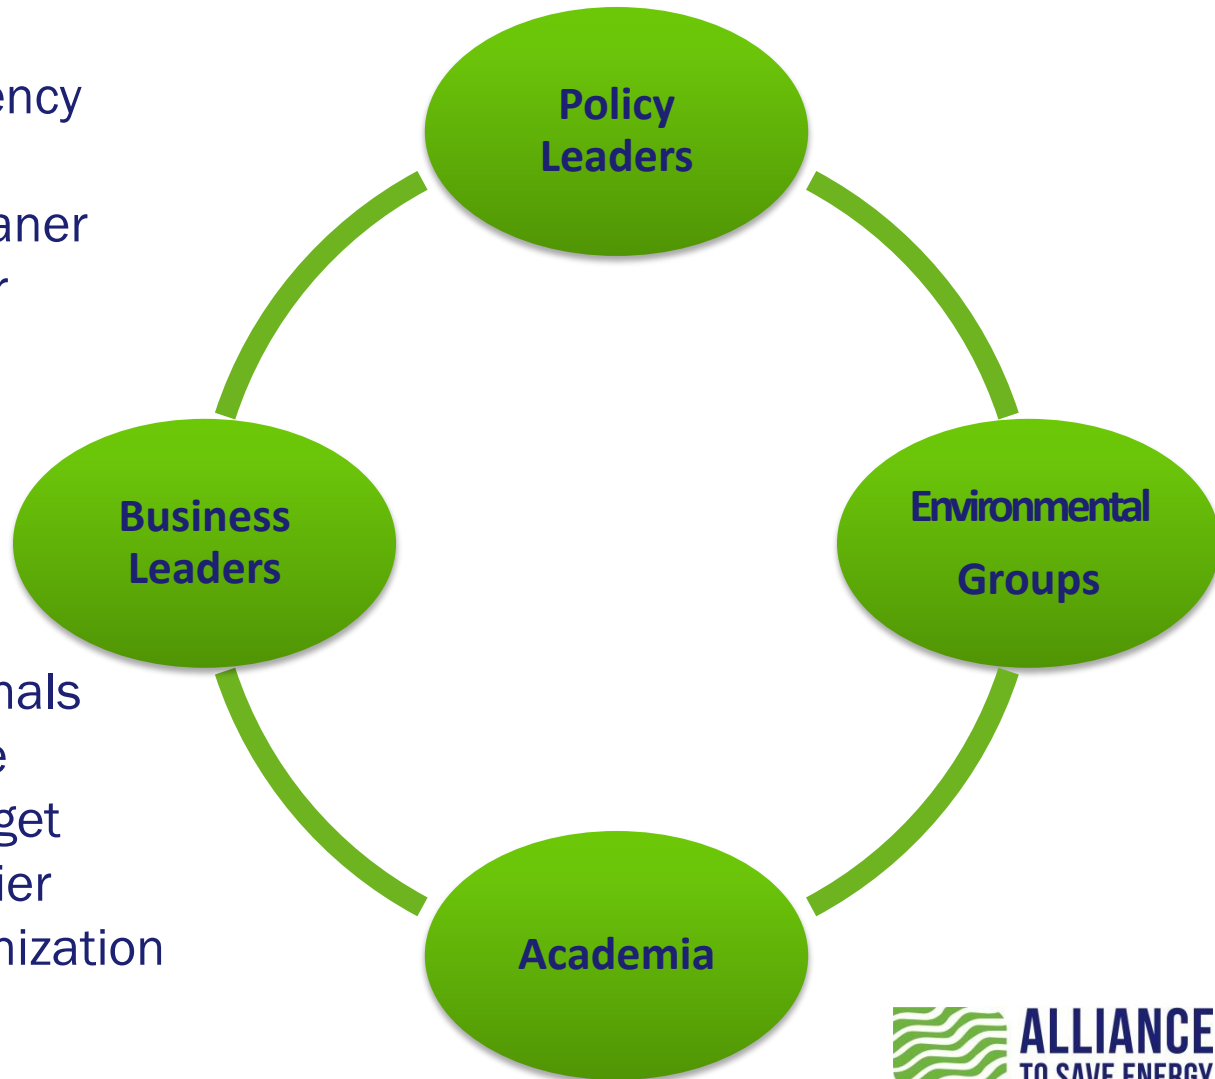 ency
aner
r
nals
e
get
ier
nization
Policy
Leaders
Business
Leaders
Environmental
Groups
Academia
ALLIANCE
TO SAVE ENERGY